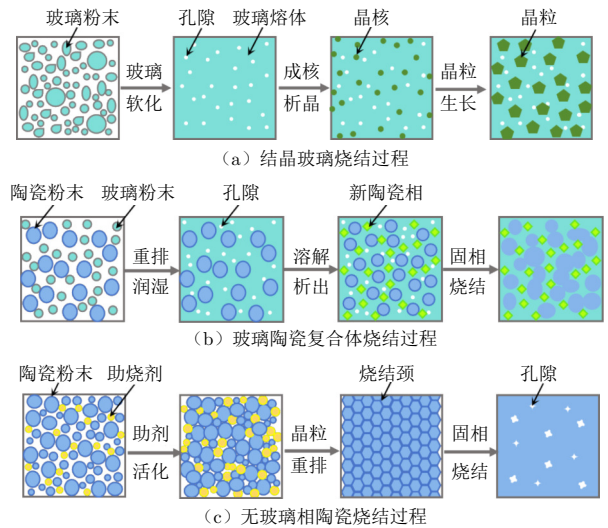 玻璃粉末 孔隙 玻璃熔体 晶核 晶粒
玻璃 成核 晶粒
软化 析晶 生长
（a）结晶玻璃烧结过程
陶瓷粉末 玻璃粉末 孔隙 新陶瓷相
重排 溶解 固相
润湿 析出 烧结
（b）玻璃陶瓷复合体烧结过程
陶瓷粉末 助烧剂 烧结颈 孔隙
助剂 晶粒 固相
活化 重排 烧结
（c）无玻璃相陶瓷烧结过程